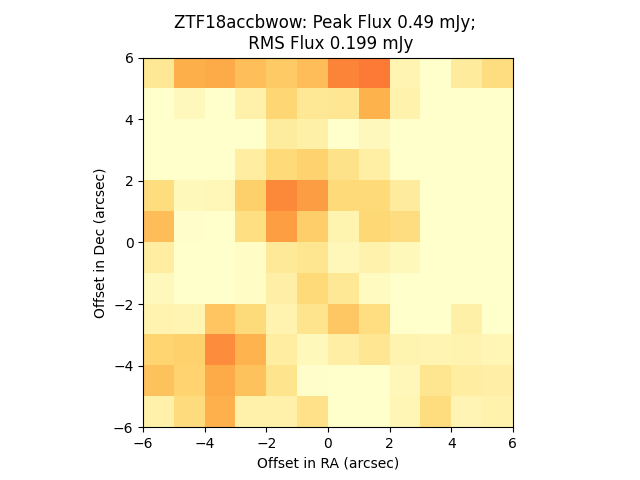 ZTF18accbwow: Peak Flux 0.49 mJy;
RMS Flux 0.199 mJy
6
4
2
0
−2
−4
−6
Offset in Dec (arcsec)
−6 −4 −2 0 2 4 6
Offset in RA (arcsec)